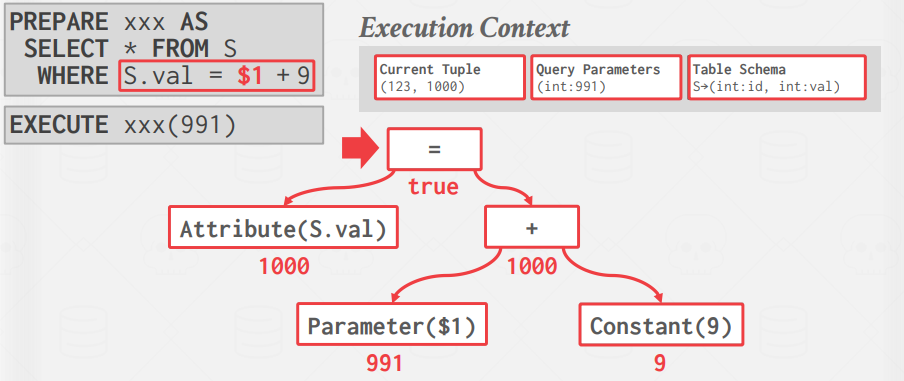 PREPARE xxx AS
SELECT * FROM S
WHERE S.val = $1 + 9
EXECUTE xxx(991)
Execution Context
Current Tuple
(123, 1000)
Query Parameters
(int:991)
Table Schema
S→(int:id, int:val)
=
true
Attribute(S.val)
1000
+
1000
Parameter($1)
991
Constant(9)
9